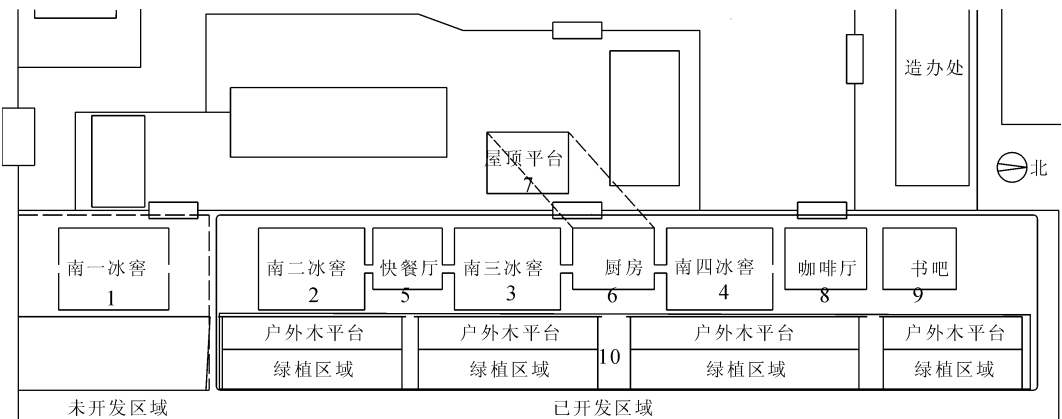 造办处
北
屋顶平台
7
南一冰窖
1
南二冰窖
2
快餐厅
5
南三冰窖
3
厨房
6
南四冰窖
4
咖啡厅
8
书吧
9
户外木平台
户外木平台
户外木平台
户外木平台
10
绿植区域
绿植区域
绿植区域
绿植区域
未开发区域
已开发区域